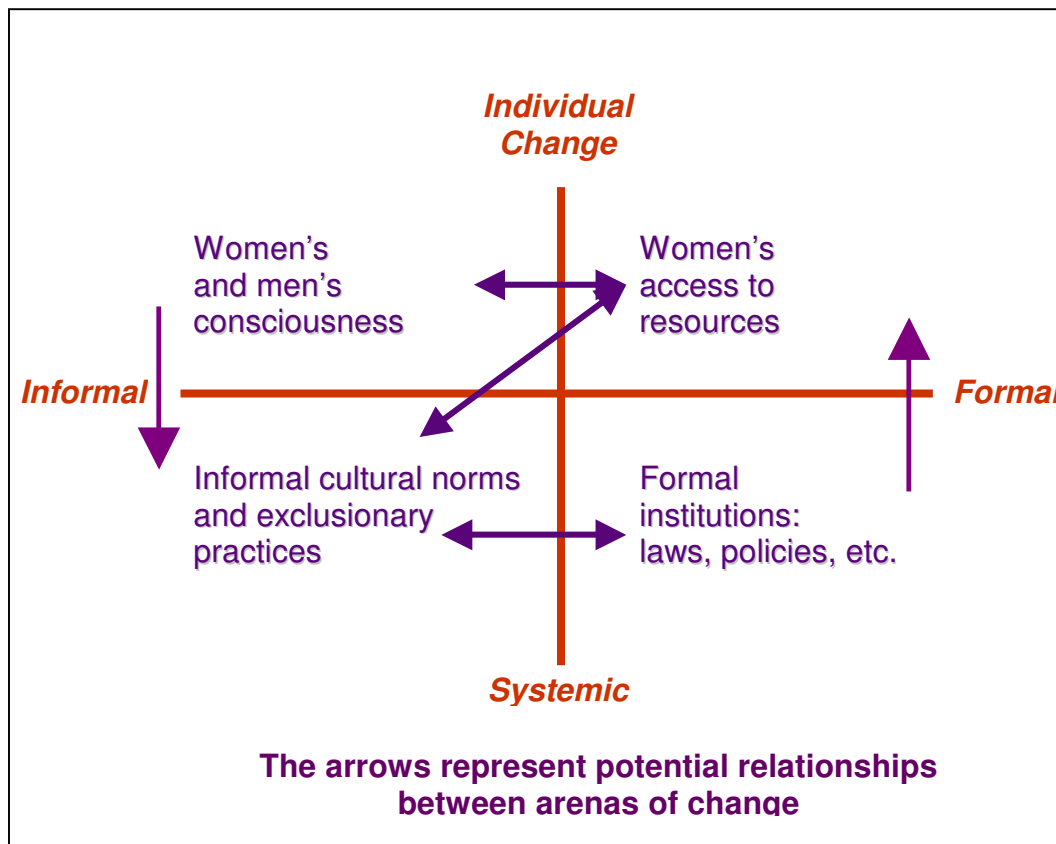 Individual
Change
Women’s
and men’s
consciousness
Women’s
access to
resources
Informal
Formal
Informal cultural norms
and exclusionary
practices
Formal
institutions:
laws, policies, etc.
Systemic
The arrows represent potential relationships
between arenas of change